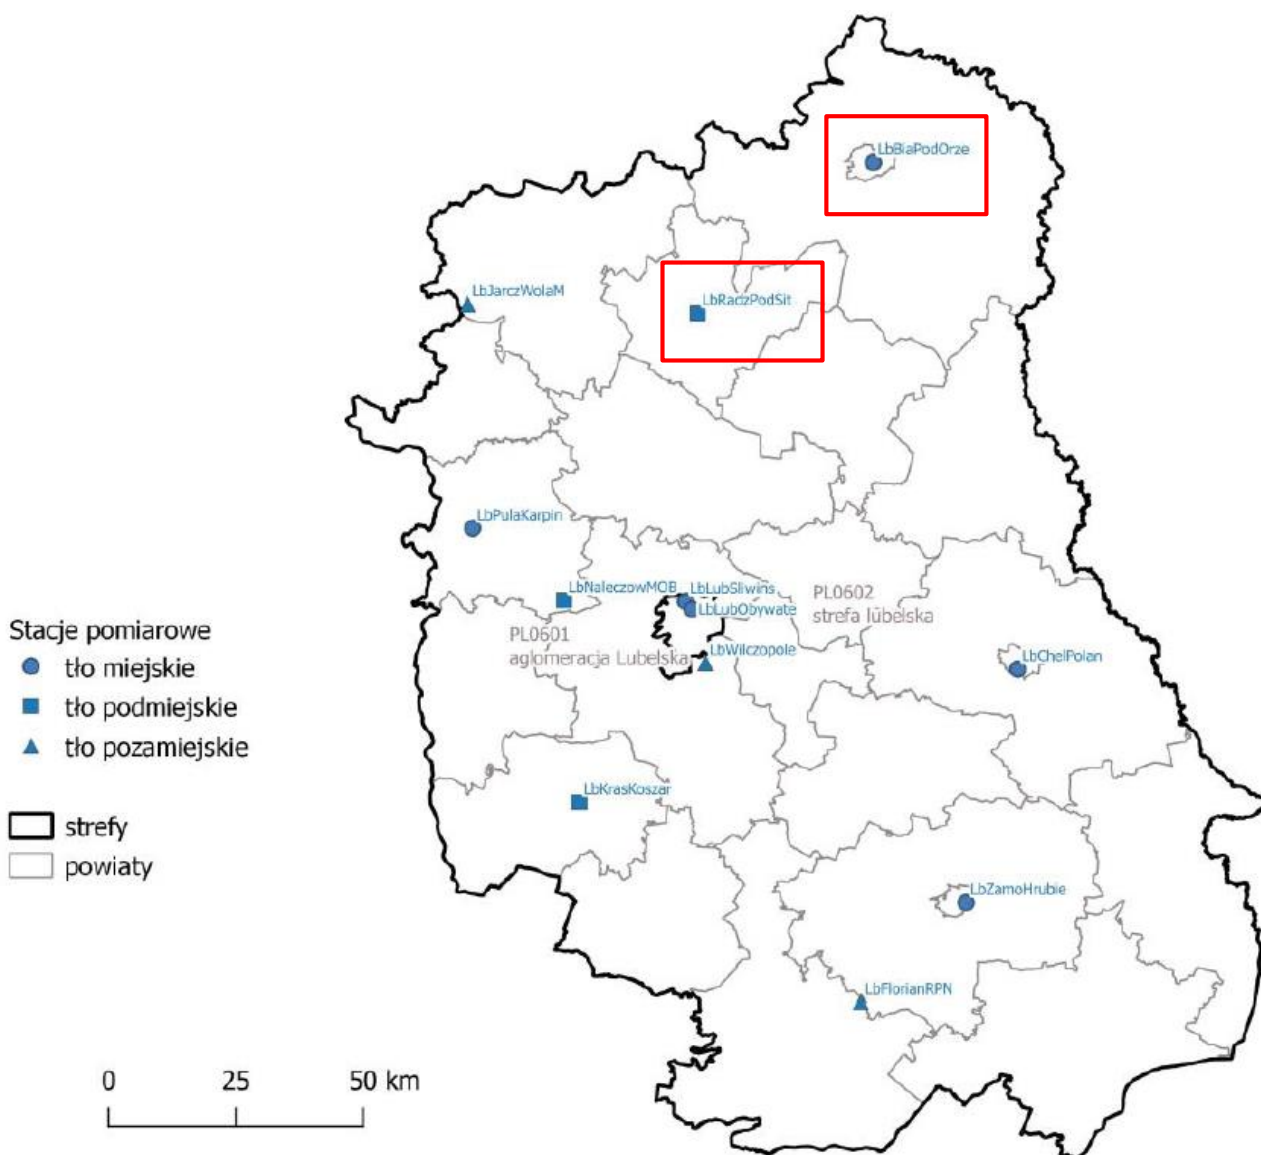 LbBiaPodOrze
LbJarczWolaM
LbRadzPodSit
LbPulaKarpin
LbNaleczowMOB
LbLubSliwins
LbLubObywate
PL0602
strefa lubelska
PL0601
aglomeracja Lubelska
LbWilczopole
LbChelPolan
Stacje pomiarowe
tło miejskie
tło podmiejskie
tło pozamiejskie
LbKrasKoszar
strefy
powiaty
LbZamoHrubie
LbFlorianRPN
0 25 50 km